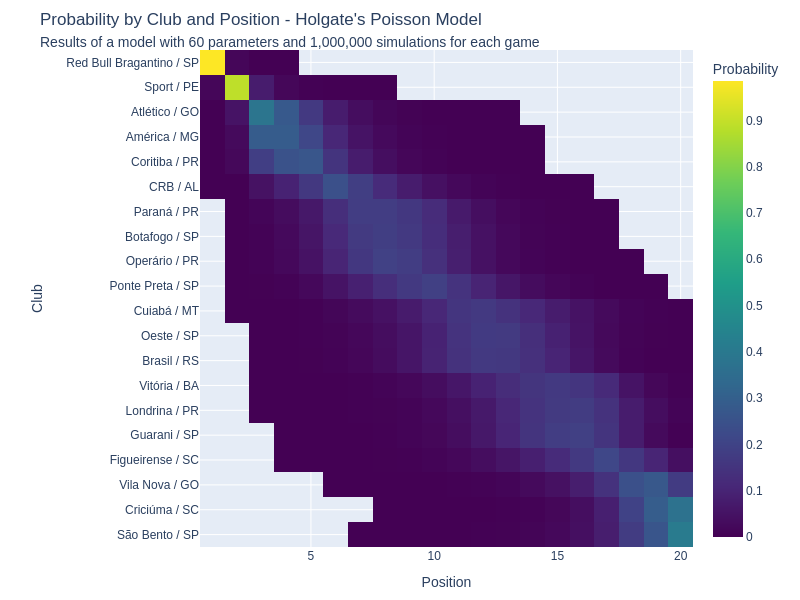 Probability by Club and Position - Holgate's Poisson Model
Results of a model with 60 parameters and 1,000,000 simulations for each game
Probability
Club
Red Bull Bragantino / SP
Sport / PE
Atlético / GO
América / MG
Coritiba / PR
CRB / AL
Paraná / PR
Botafogo / SP
Operário / PR
Ponte Preta / SP
Cuiabá / MT
Oeste / SP
Brasil / RS
Vitória / BA
Londrina / PR
Guarani / SP
Figueirense / SC
Vila Nova / GO
Criciúma / SC
São Bento / SP
0.9
0.8
0.7
0.6
0.5
0.4
0.3
0.2
0.1
0
5 10 15 20
Position